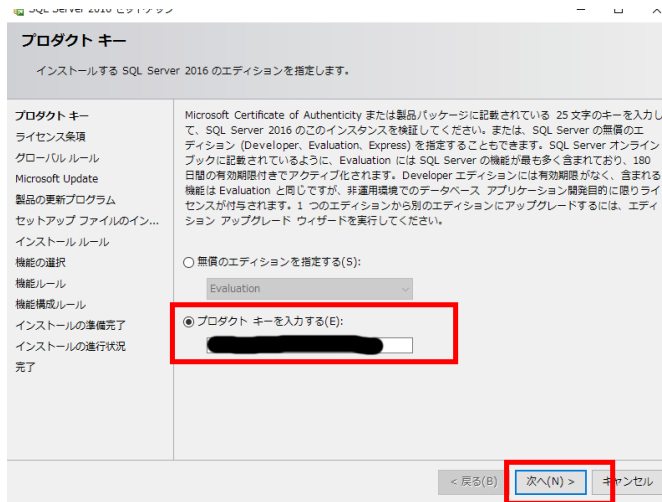 SQL Server 2016 セットアップ
プロダクト キー
インストールする SQL Server 2016 のエディションを指定します。
プロダクト キー
ライセンス条項
グローバル ルール
Microsoft Update
製品の更新プログラム
セットアップ ファイルのイン...
インストール ルール
機能の選択
機能ルール
機能構成ルール
インストールの準備完了
インストールの進行状況
完了
Microsoft Certificate of Authenticity または製品パッケージに記載されている 25 文字のキーを入力し
て、SQL Server 2016 のこのインスタンスを検証してください。または、SQL Server の無償のエ
ディション (Developer、Evaluation、Express) を指定することもできます。SQL Server オンライン
ブックに記載されているように、Evaluation には SQL Server の機能が最も多く含まれており、180
日間の有効期限付きでアクティブ化されます。Developer エディションには有効期限がなく、含まれる
機能は Evaluation と同じですが、非運用環境でのデータベース アプリケーション開発目的に限りライ
センスが付与されます。1 つのエディションから別のエディションにアップグレードするには、エディ
ション アップグレード ウィザードを実行してください。
無償のエディションを指定する(S):
Evaluation
プロダクト キーを入力する(E):
< 戻る(B)
次へ(N) >
キャンセル